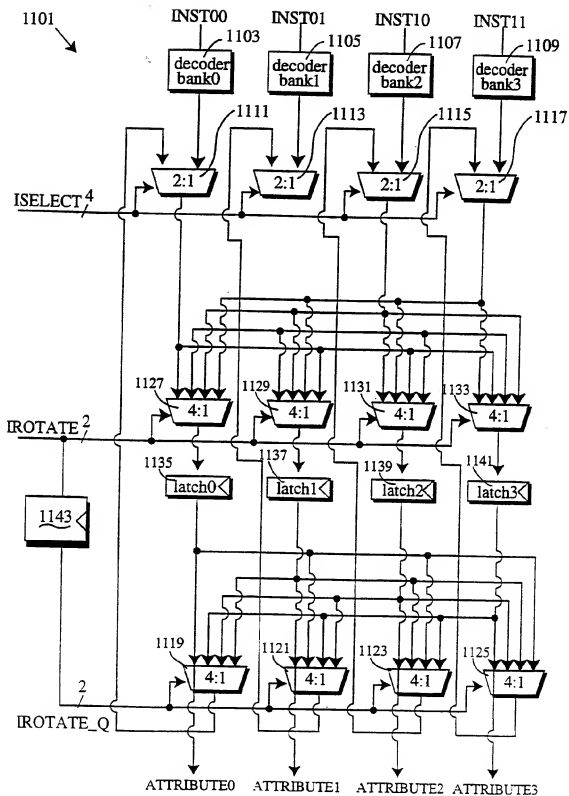 1101
INST00 INST01 INST10 INST11
1103 1105 1107 1109
decoder bank0 decoder bank1 decoder bank2 decoder bank3
1111 1113 1115 1117
2:1 2:1 2:1 2:1
ISELECT 4
1127 1129 1131 1133
4:1 4:1 4:1 4:1
IROTATE 2
1135 1137 1139 1141
latch0 latch1 latch2 latch3
1143
1119 1121 1123 1125
4:1 4:1 4:1 4:1
2
IROTATE_Q
ATTRIBUTE0 ATTRIBUTE1 ATTRIBUTE2 ATTRIBUTE3